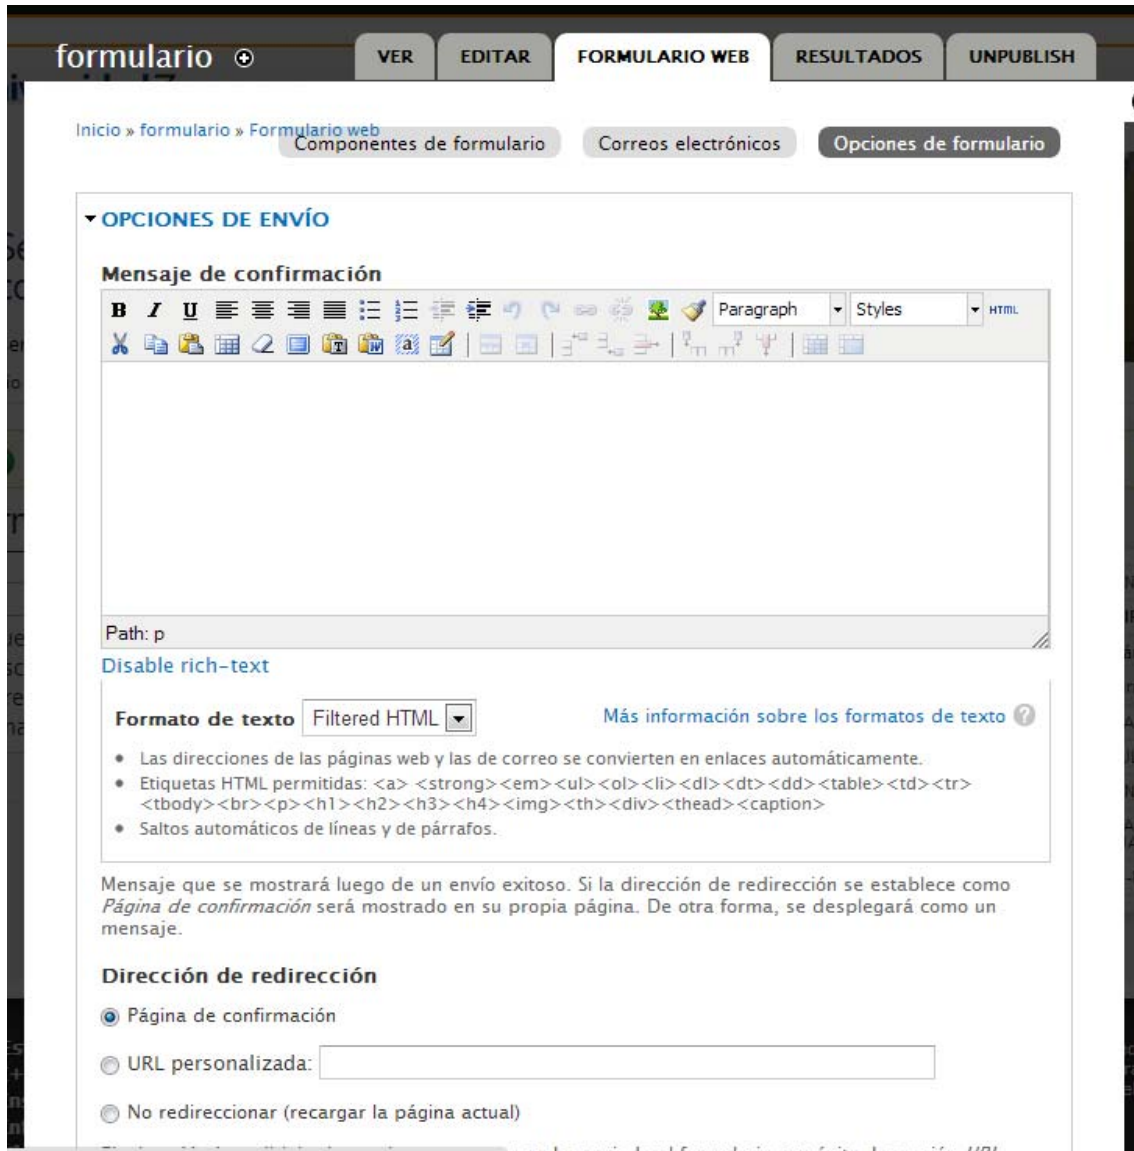 formulario
VER
EDITAR
FORMULARIO WEB
RESULTADOS
UNPUBLISH
Inicio » formulario » Formulario web
Componentes de formulario
Correos electrónicos
Opciones de formulario
OPCIONES DE ENVÍO
Mensaje de confirmación
B I U Paragraph Styles HTML
Path: p
Disable rich-text
Formato de texto Filtered HTML Más información sobre los formatos de texto ?
• Las direcciones de las páginas web y las de correo se convierten en enlaces automáticamente.
• Etiquetas HTML permitidas: <a> <strong><em><ul><ol><li><dl><dt><dd><table><td><tr>
<tbody><br><p><h1><h2><h3><h4><img><th><div><thead><caption>
• Saltos automáticos de líneas y de párrafos.
Mensaje que se mostrará luego de un envío exitoso. Si la dirección de redirección se establece como
Página de confirmación será mostrado en su propia página. De otra forma, se desplegará como un
mensaje.
Dirección de redirección
Página de confirmación
URL personalizada:
No redireccionar (recargar la página actual)